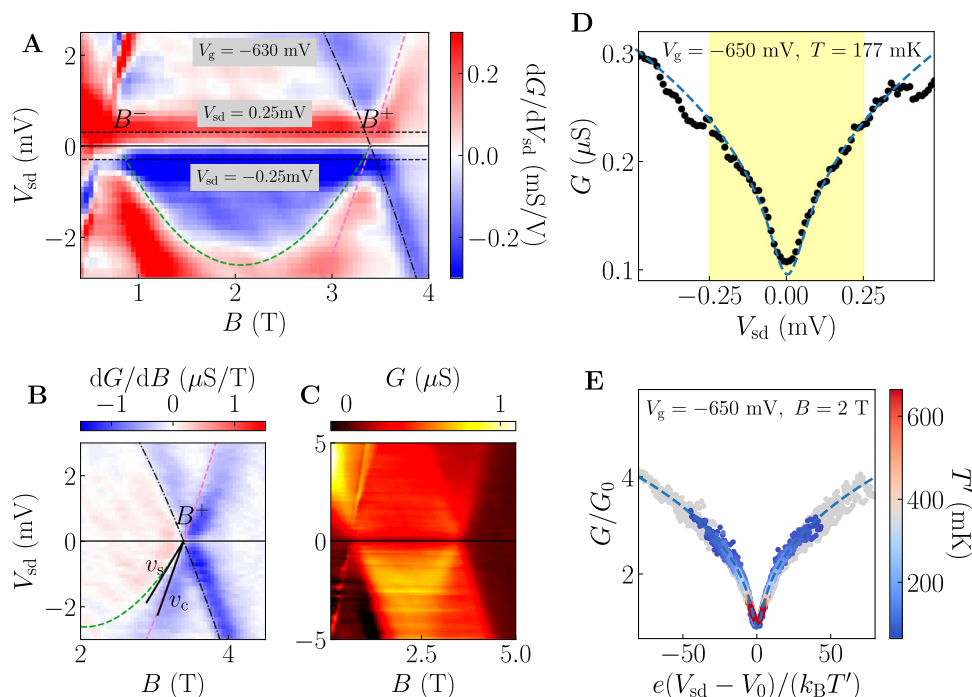 A
V_g = −630 mV
V_sd = 0.25mV
B⁻
B⁺
V_sd = −0.25mV
2
0
−2
V_sd (mV)
1
2
3
4
B (T)
0.2
0.0
−0.2
dG/dV_sd (mS/V)
D
V_g = −650 mV, T = 177 mK
0.3
0.2
0.1
G (μS)
−0.25
0.00
0.25
V_sd (mV)
B
dG/dB (μS/T)
−1
0
1
B⁺
v_s
v_c
2
0
−2
V_sd (mV)
2
4
B (T)
C
G (μS)
0
1
5
0
−5
2.5
5.0
B (T)
E
V_g = −650 mV, B = 2 T
4
2
G/G_0
−50
0
50
e(V_sd − V_0)/(k_B T′)
600
400
200
T′ (mK)